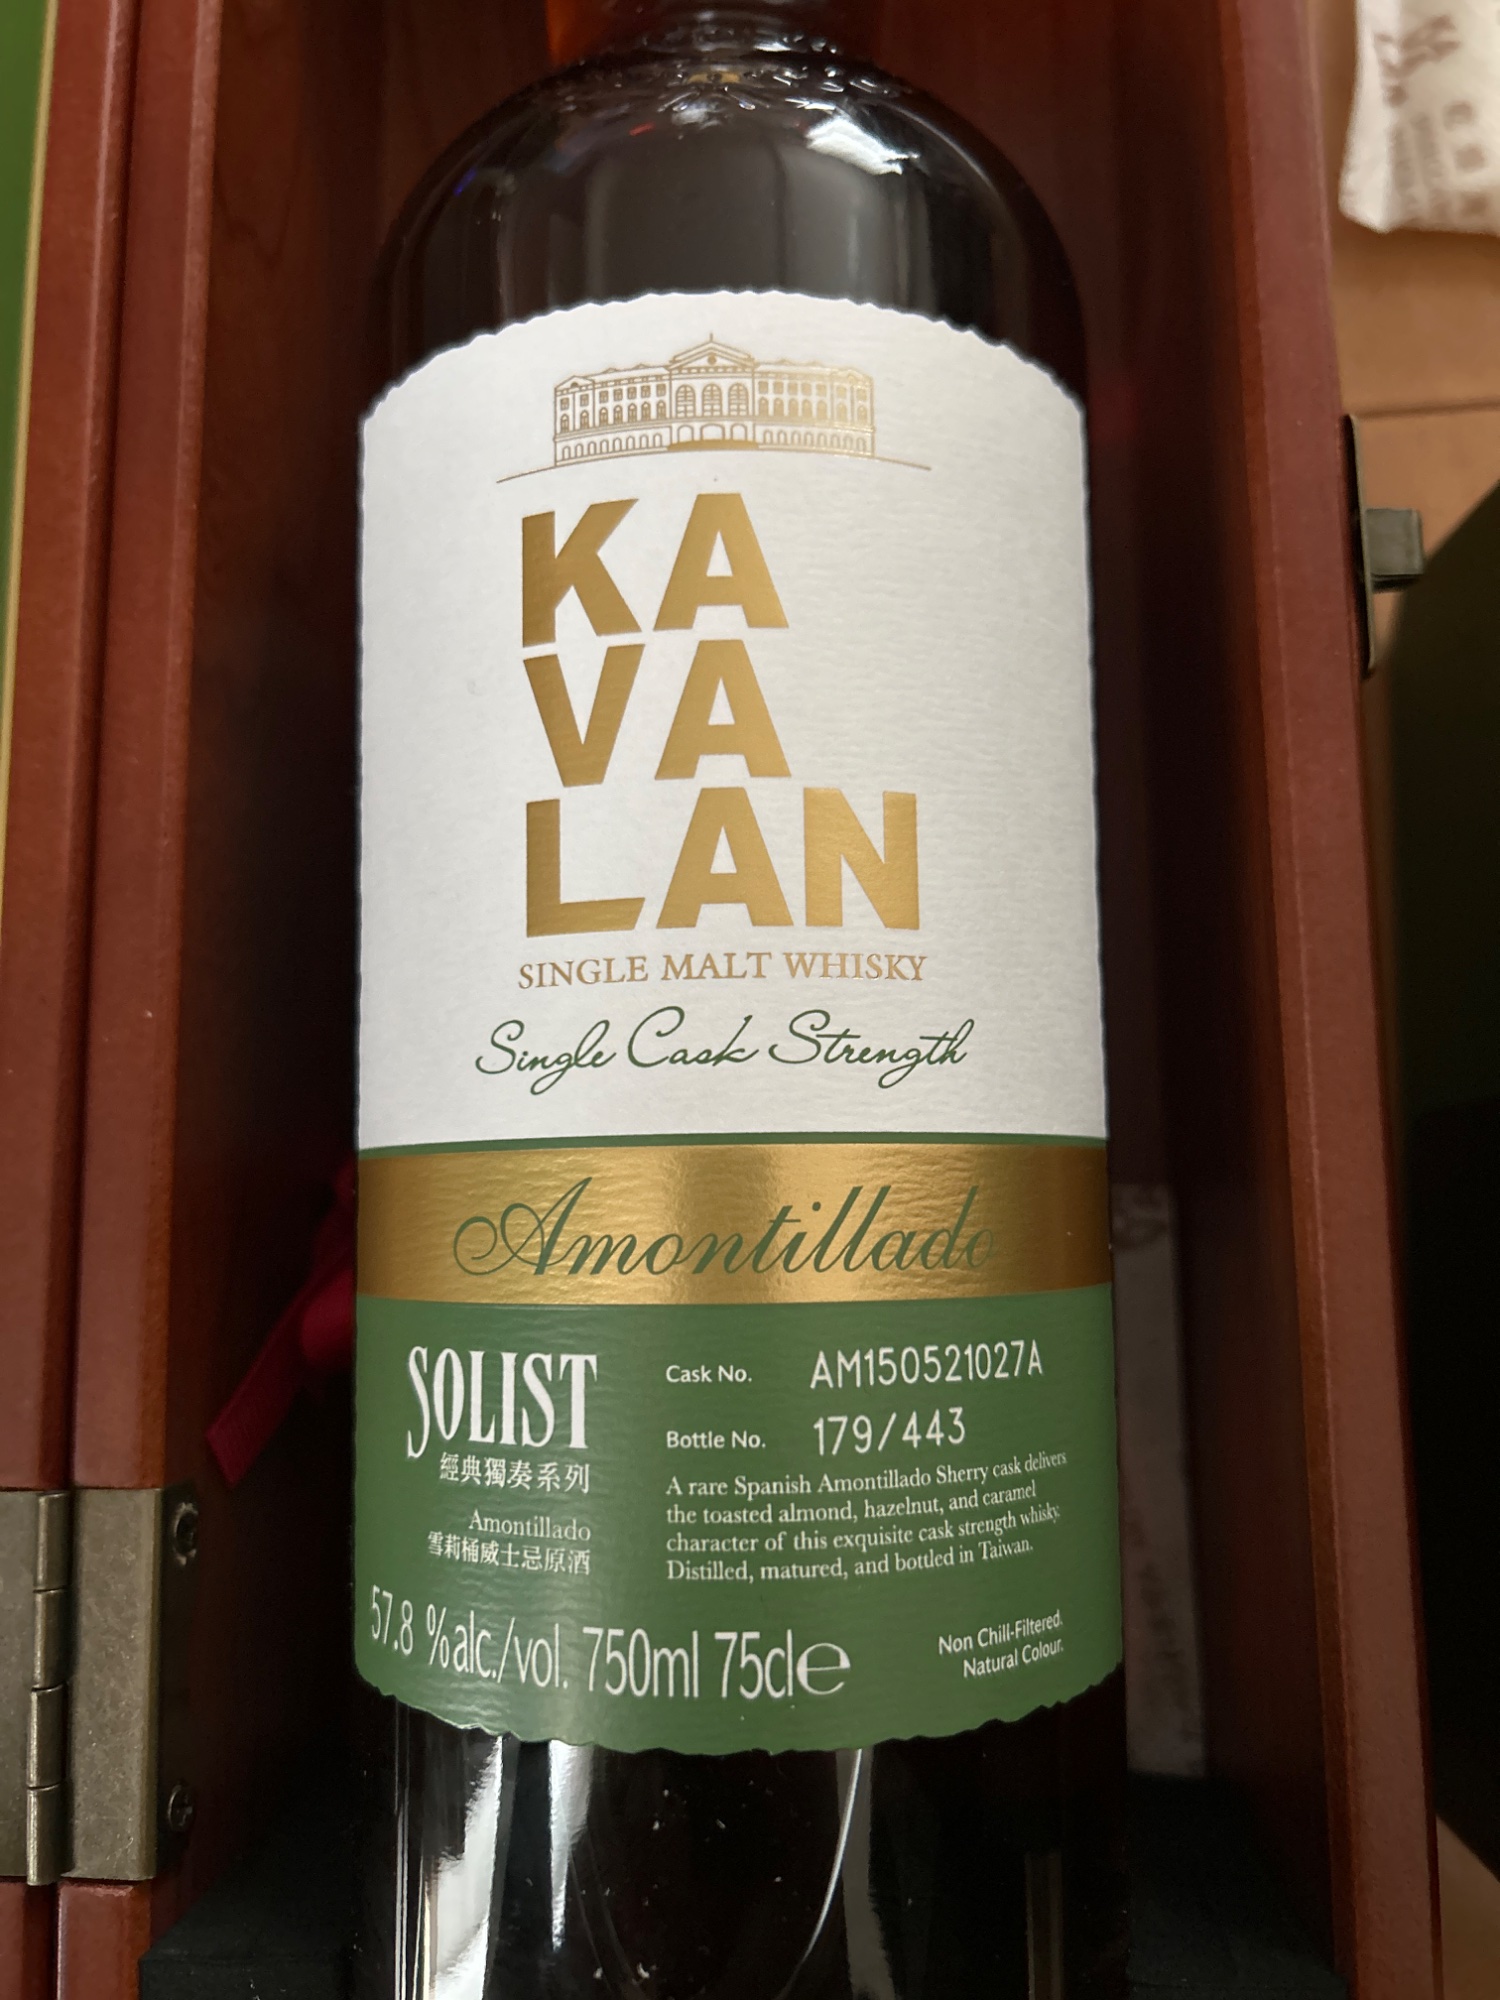 KA
VA
LAN
SINGLE MALT WHISKY
Single Cask Strength
Amontillado
SOLIST
經典獨奏系列
Amontillado
雪莉桶威士忌原酒
Cask No. AM150521027A
Bottle No. 179/443
A rare Spanish Amontillado Sherry cask delivers
the toasted almond, hazelnut, and caramel
character of this exquisite cask strength whisky.
Distilled, matured, and bottled in Taiwan.
57.8 %alc./vol. 750ml 75cl℮
Non Chill-Filtered.
Natural Colour.